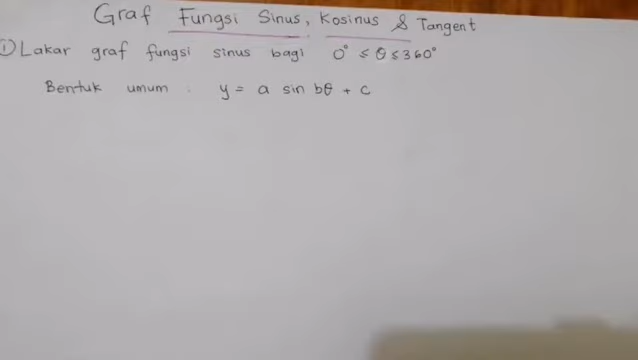 Graf Fungsi Sinus, Kosinus & Tangent
① Lakar graf fungsi sinus bagi 0° ≤ θ ≤ 360°
Bentuk umum : y = a sin bθ + c